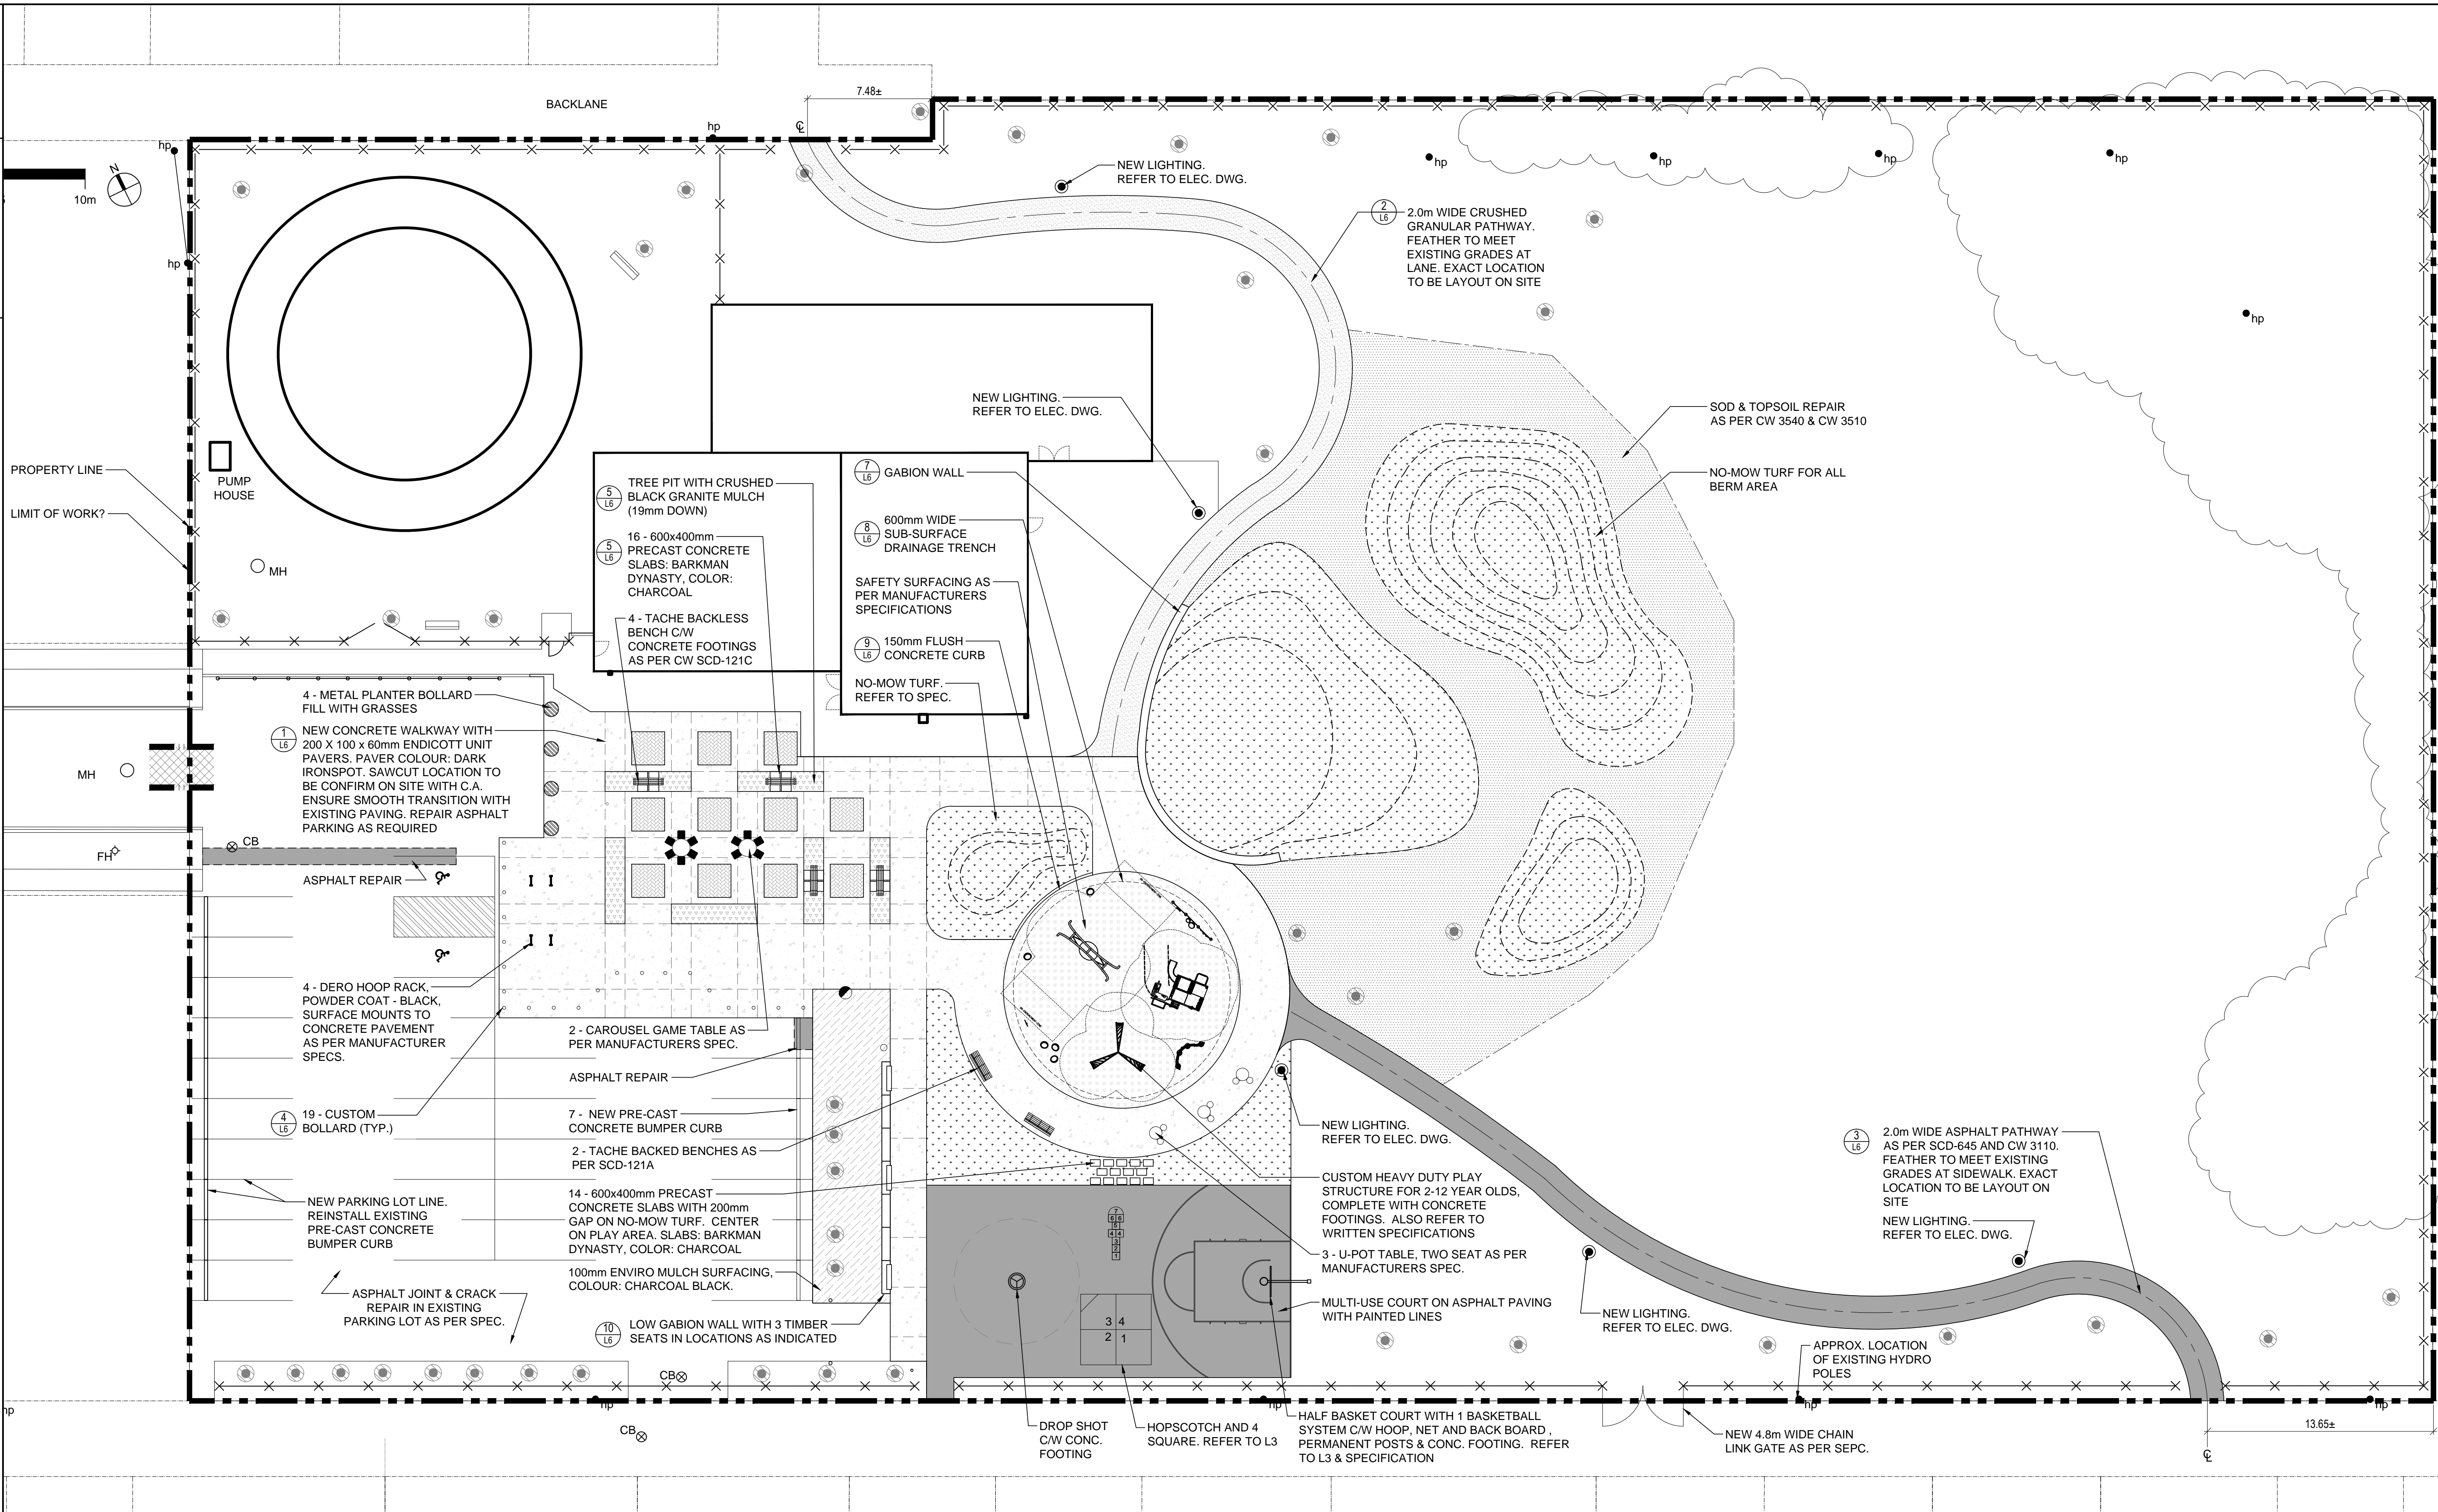 BACKLANE
7.48±
hp
hp
hp
N
10m
℄
NEW LIGHTING.
REFER TO ELEC. DWG.
hp
hp
hp
hp
hp
2
L6
2.0m WIDE CRUSHED
GRANULAR PATHWAY.
FEATHER TO MEET
EXISTING GRADES AT
LANE. EXACT LOCATION
TO BE LAYOUT ON SITE
NEW LIGHTING.
REFER TO ELEC. DWG.
SOD & TOPSOIL REPAIR
AS PER CW 3540 & CW 3510
NO-MOW TURF FOR ALL
BERM AREA
PROPERTY LINE
LIMIT OF WORK?
PUMP
HOUSE
MH
5
L6
TREE PIT WITH CRUSHED
BLACK GRANITE MULCH
(19mm DOWN)
5
L6
16 - 600x400mm
PRECAST CONCRETE
SLABS: BARKMAN
DYNASTY, COLOR:
CHARCOAL
4 - TACHE BACKLESS
BENCH C/W
CONCRETE FOOTINGS
AS PER CW SCD-121C
7
L6
GABION WALL
8
L6
600mm WIDE
SUB-SURFACE
DRAINAGE TRENCH
SAFETY SURFACING AS
PER MANUFACTURERS
SPECIFICATIONS
9
L6
150mm FLUSH
CONCRETE CURB
NO-MOW TURF.
REFER TO SPEC.
4 - METAL PLANTER BOLLARD
FILL WITH GRASSES
1
L6
NEW CONCRETE WALKWAY WITH
200 X 100 x 60mm ENDICOTT UNIT
PAVERS. PAVER COLOUR: DARK
IRONSPOT. SAWCUT LOCATION TO
BE CONFIRM ON SITE WITH C.A.
ENSURE SMOOTH TRANSITION WITH
EXISTING PAVING. REPAIR ASPHALT
PARKING AS REQUIRED
MH
FH
CB
ASPHALT REPAIR
4 - DERO HOOP RACK,
POWDER COAT - BLACK,
SURFACE MOUNTS TO
CONCRETE PAVEMENT
AS PER MANUFACTURER
SPECS.
4
L6
19 - CUSTOM
BOLLARD (TYP.)
NEW PARKING LOT LINE.
REINSTALL EXISTING
PRE-CAST CONCRETE
BUMPER CURB
ASPHALT JOINT & CRACK
REPAIR IN EXISTING
PARKING LOT AS PER SPEC.
2 - CAROUSEL GAME TABLE AS
PER MANUFACTURERS SPEC.
ASPHALT REPAIR
7 - NEW PRE-CAST
CONCRETE BUMPER CURB
2 - TACHE BACKED BENCHES AS
PER SCD-121A
14 - 600x400mm PRECAST
CONCRETE SLABS WITH 200mm
GAP ON NO-MOW TURF. CENTER
ON PLAY AREA. SLABS: BARKMAN
DYNASTY, COLOR: CHARCOAL
100mm ENVIRO MULCH SURFACING,
COLOUR: CHARCOAL BLACK.
10
L6
LOW GABION WALL WITH 3 TIMBER
SEATS IN LOCATIONS AS INDICATED
7
6 6
5
4 4
3
2
1
3 4
2 1
NEW LIGHTING.
REFER TO ELEC. DWG.
CUSTOM HEAVY DUTY PLAY
STRUCTURE FOR 2-12 YEAR OLDS,
COMPLETE WITH CONCRETE
FOOTINGS. ALSO REFER TO
WRITTEN SPECIFICATIONS
3 - U-POT TABLE, TWO SEAT AS PER
MANUFACTURERS SPEC.
MULTI-USE COURT ON ASPHALT PAVING
WITH PAINTED LINES
NEW LIGHTING.
REFER TO ELEC. DWG.
3
L6
2.0m WIDE ASPHALT PATHWAY
AS PER SCD-645 AND CW 3110.
FEATHER TO MEET EXISTING
GRADES AT SIDEWALK. EXACT
LOCATION TO BE LAYOUT ON
SITE
NEW LIGHTING.
REFER TO ELEC. DWG.
APPROX. LOCATION
OF EXISTING HYDRO
POLES
CB
hp
hp
hp
hp
hp
CB
DROP SHOT
C/W CONC.
FOOTING
HOPSCOTCH AND 4
SQUARE. REFER TO L3
HALF BASKET COURT WITH 1 BASKETBALL
SYSTEM C/W HOOP, NET AND BACK BOARD ,
PERMANENT POSTS & CONC. FOOTING. REFER
TO L3 & SPECIFICATION
NEW 4.8m WIDE CHAIN
LINK GATE AS PER SEPC.
13.65±
℄